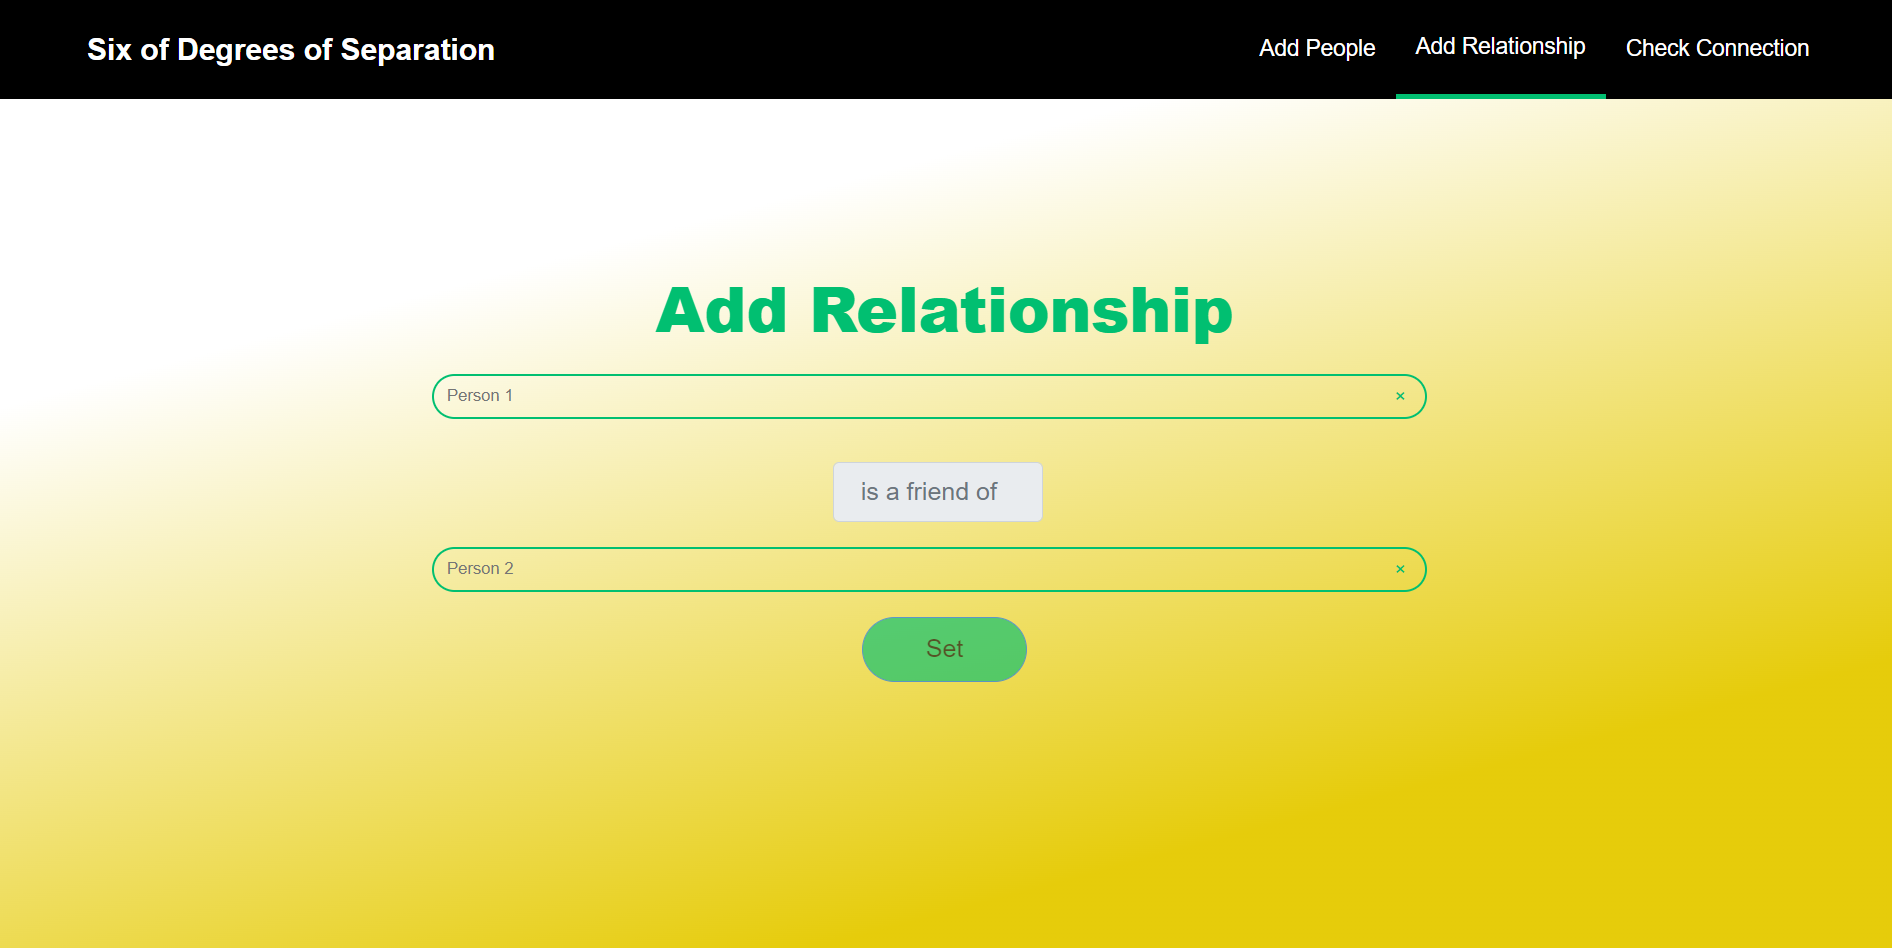 Six of Degrees of Separation
Add People
Add Relationship
Check Connection
Add Relationship
Person 1 ×
is a friend of
Person 2 ×
Set